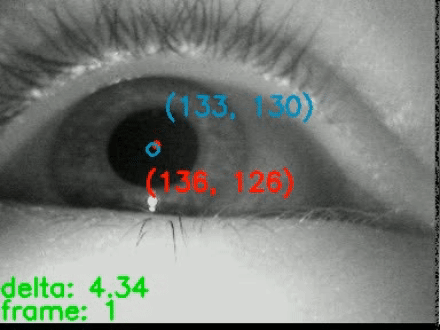 (133, 130)
(136, 126)
delta: 4.34
frame: 1